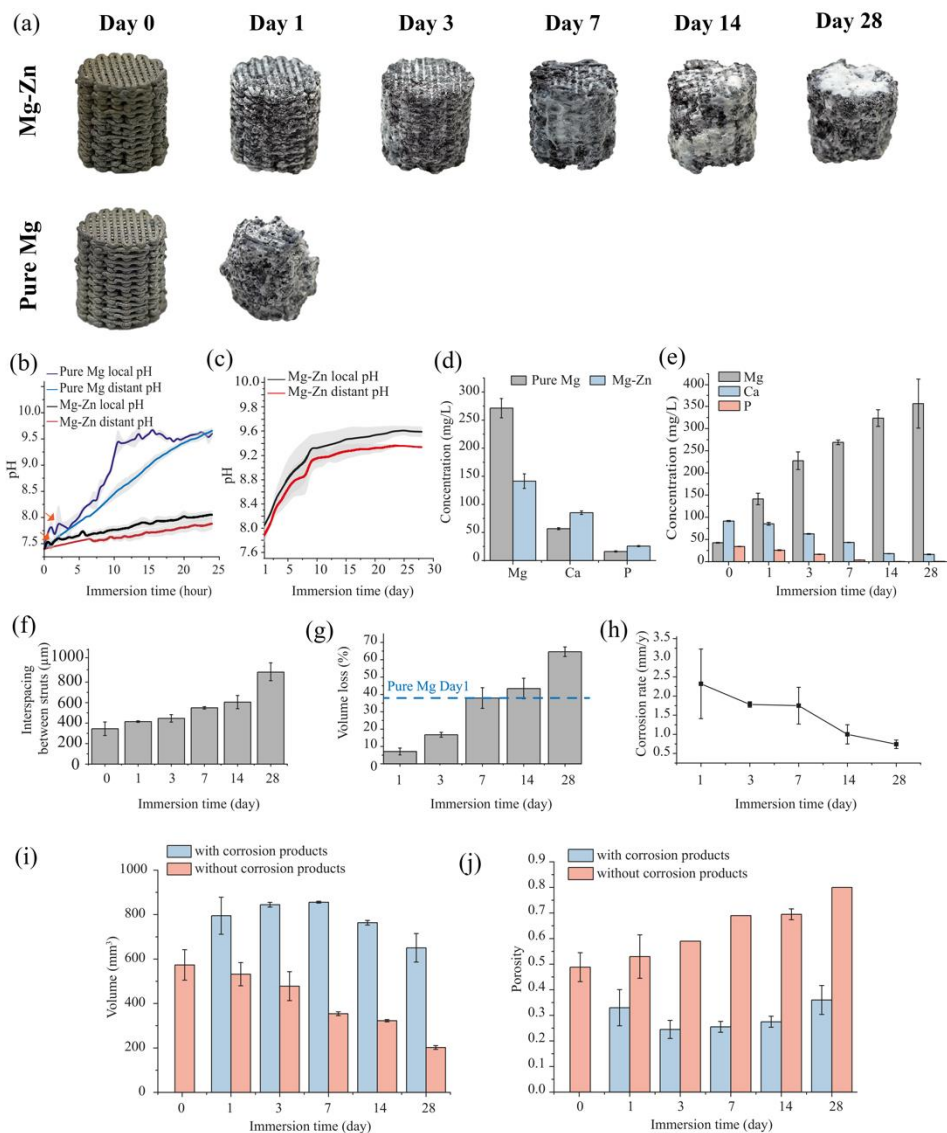 (a)
Day 0 Day 1 Day 3 Day 7 Day 14 Day 28
Mg-Zn
Pure Mg
(b)
Pure Mg local pH
Pure Mg distant pH
Mg-Zn local pH
Mg-Zn distant pH
10.0
9.5
9.0
8.5
8.0
7.5
pH
0 5 10 15 20 25
Immersion time (hour)
(c)
Mg-Zn local pH
Mg-Zn distant pH
10.0
9.6
9.2
8.8
8.4
8.0
7.6
pH
1 5 10 15 20 25 30
Immersion time (day)
(d)
Pure Mg Mg-Zn
300
250
200
150
100
50
0
Concentration (mg/L)
Mg Ca P
(e)
Mg
Ca
P
400
350
300
250
200
150
100
50
0
Concentration (mg/L)
0 1 3 7 14 28
Immersion time (day)
(f)
1000
800
600
400
200
0
Interspacing
between struts (μm)
0 1 3 7 14 28
Immersion time (day)
(g)
70
60
50
40
30
20
10
0
Volume loss (%)
Pure Mg Day1
1 3 7 14 28
Immersion time (day)
(h)
3.5
2.5
1.5
0.5
Corrosion rate (mm/y)
1 3 7 14 28
Immersion time (day)
(i)
with corrosion products
without corrosion products
1000
800
600
400
200
0
Volume (mm³)
0 1 3 7 14 28
Immersion time (day)
(j)
with corrosion products
without corrosion products
0.9
0.8
0.7
0.6
0.5
0.4
0.3
0.2
0.1
0.0
Porosity
0 1 3 7 14 28
Immersion time (day)